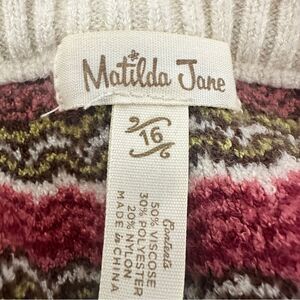 Matilda Jane
16
Contents
50% VISCOSE
30% POLYESTER
20% NYLON
MADE in CHINA